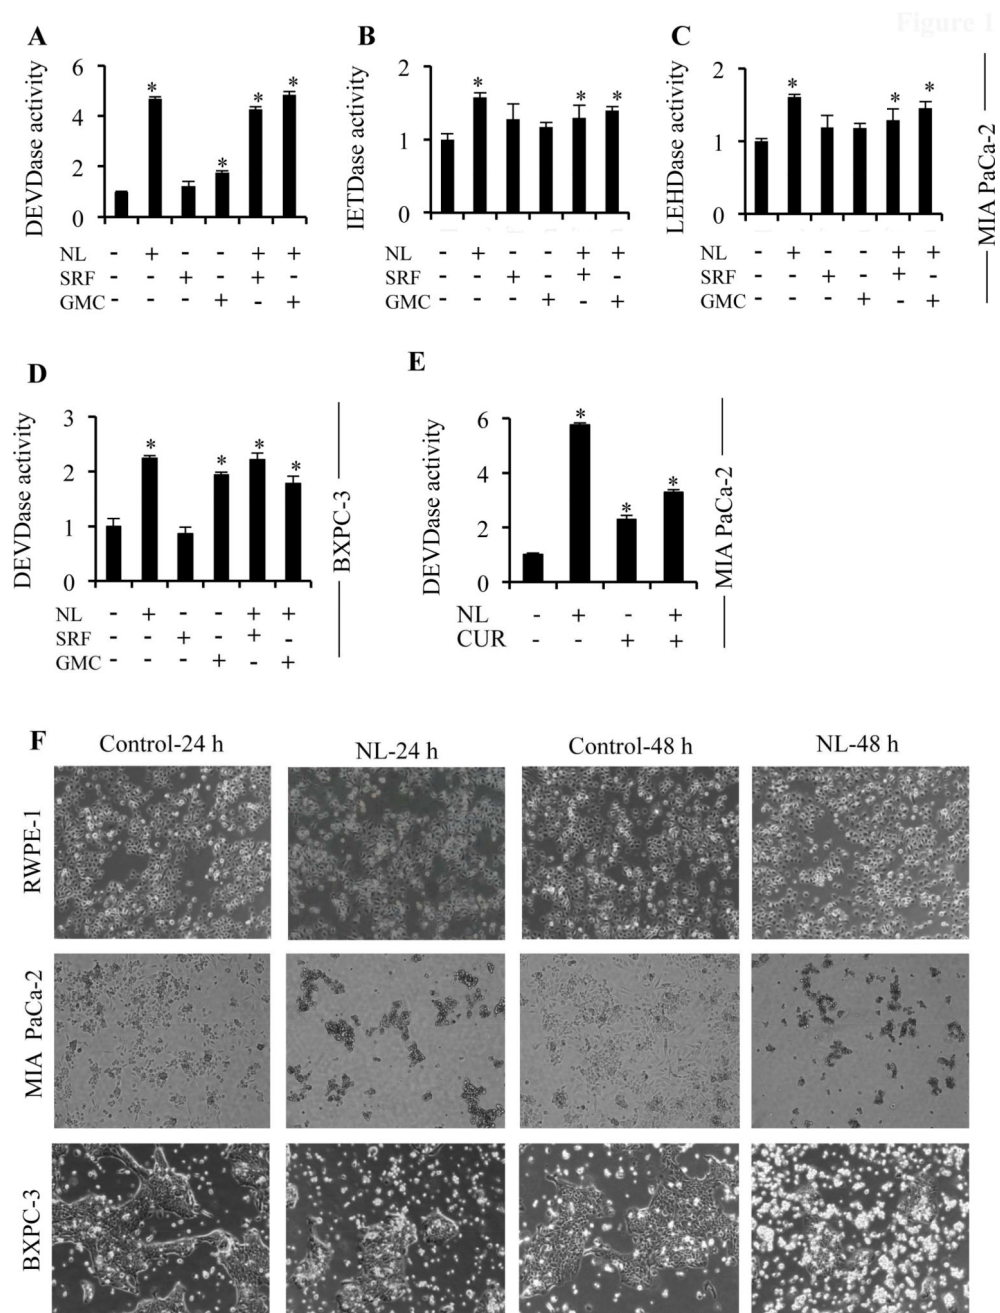 Figure 1
A
DEVDase activity
6
4
2
0
* * * *
NL - + - - + +
SRF - - + - + -
GMC - - - + - +
B
IETDase activity
2
1
0
* * *
- + - - + +
- - + - + -
- - - + - +
C
LEHDase activity
2
1
0
* * *
NL - + - - + +
SRF - - + - + -
GMC - - - + - +
MIA PaCa-2
D
DEVDase activity
3
2
1
0
* * * *
NL - + - - + +
SRF - - + - + -
GMC - - - + - +
BXPC-3
E
DEVDase activity
6
4
2
0
* * *
NL - + - +
CUR - - + +
MIA PaCa-2
F
Control-24 h NL-24 h Control-48 h NL-48 h
RWPE-1
MIA PaCa-2
BXPC-3